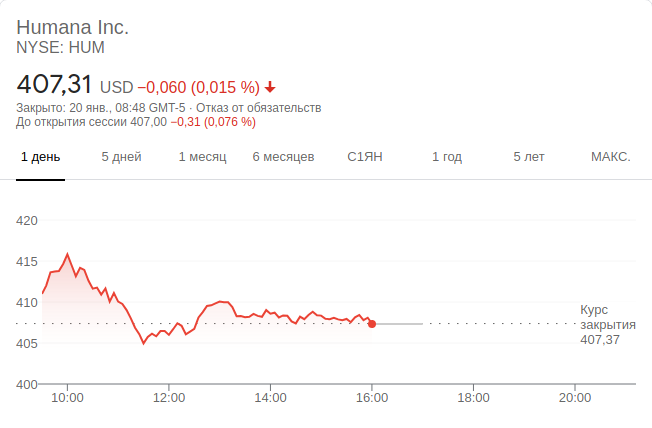 Humana Inc.
NYSE: HUM
407,31 USD −0,060 (0,015 %)
Закрыто: 20 янв., 08:48 GMT-5 · Отказ от обязательств
До открытия сессии 407,00 −0,31 (0,076 %)
1 день 5 дней 1 месяц 6 месяцев С1ЯН 1 год 5 лет МАКС.
420
415
410
405
400
Курс
закрытия
407,37
10:00 12:00 14:00 16:00 18:00 20:00